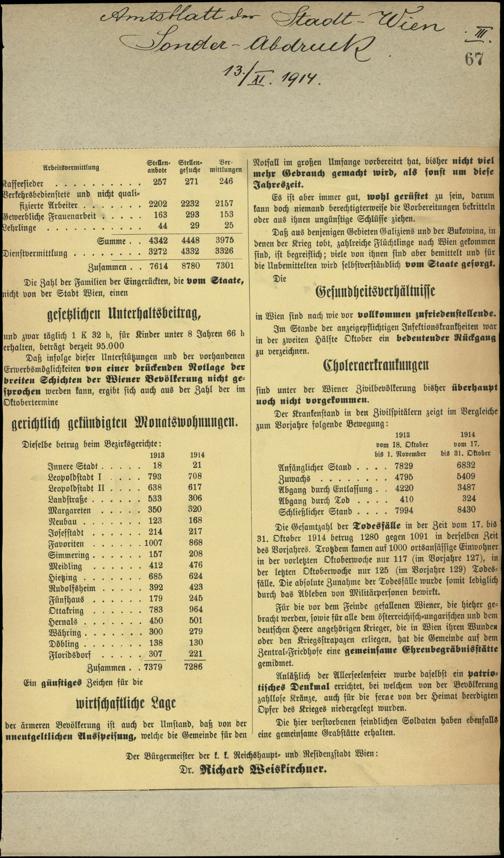 Amtsblatt der Stadt-Wien III.
Sonder-Abdruck
67
13./XI. 1914.
Arbeitsvermittlung Stellen-anbote Stellen-gesuche Ver-mittlungen
Kaffeesieder . . . . . . . . . 257 271 246
Verkehrsbedienstete und nicht quali-
fizierte Arbeiter . . . . . . 2202 2232 2157
Gewerbliche Frauenarbeit . . . . . 163 293 153
Lehrlinge . . . . . . . . . . 44 29 25
Summe . . 4342 4448 3975
Dienstvermittlung . . . . . . . 3272 4332 3326
Zusammen . . 7614 8780 7301
Die Zahl der Familien der Eingerückten, die vom Staate,
nicht von der Stadt Wien, einen
gesetzlichen Unterhaltsbeitrag,
und zwar täglich 1 K 32 h, für Kinder unter 8 Jahren 66 h
erhalten, beträgt derzeit 95.000
Daß infolge dieser Unterstützungen und der vorhandenen
Erwerbsmöglichkeiten von einer drückenden Notlage der
breiten Schichten der Wiener Bevölkerung nicht ge-
sprochen werden kann, ergibt sich auch aus der Zahl der im
Oktobertermine
gerichtlich gekündigten Monatswohnungen.
Dieselbe betrug beim Bezirksgerichte:
1913 1914
Innere Stadt . . . . . 18 21
Leopoldstadt I . . . . 793 708
Leopoldstadt II . . . . 638 617
Landstraße . . . . . 533 306
Margareten . . . . . 350 320
Neubau . . . . . . 123 168
Josefstadt . . . . . 214 217
Favoriten . . . . . 1007 868
Simmering . . . . . 157 208
Meidling . . . . . 412 476
Hietzing . . . . . . 685 624
Rudolfsheim . . . . 392 423
Fünfhaus . . . . . 179 245
Ottakring . . . . . 783 964
Hernals . . . . . . 450 501
Währing . . . . . 300 279
Döbling . . . . . . 138 130
Floridsdorf . . . . 307 221
Zusammen . . 7379 7286
Ein günstiges Zeichen für die
wirtschaftliche Lage
der ärmeren Bevölkerung ist auch der Umstand, daß von der
unentgeltlichen Ausspeisung, welche die Gemeinde für den
Notfall im großen Umfange vorbereitet hat, bisher nicht viel
mehr Gebrauch gemacht wird, als sonst um diese
Jahreszeit.
Es ist aber immer gut, wohl gerüstet zu sein, darum
kann doch niemand berechtigterweise die Vorbereitungen bekritteln
oder aus ihnen ungünstige Schlüsse ziehen.
Daß aus denjenigen Gebieten Galiziens und der Bukowina, in
denen der Krieg tobt, zahlreiche Flüchtlinge nach Wien gekommen
sind, ist begreiflich; viele von ihnen sind aber bemittelt und für
die Unbemittelten wird selbstverständlich vom Staate gesorgt.
Die
Gesundheitsverhältnisse
in Wien sind nach wie vor vollkommen zufriedenstellende.
Im Stande der anzeigepflichtigen Infektionskrankheiten war
in der zweiten Hälfte Oktober ein bedeutender Rückgang
zu verzeichnen.
Choleraerkrankungen
sind unter der Wiener Zivilbevölkerung bisher überhaupt
noch nicht vorgekommen.
Der Krankenstand in den Zivilspitälern zeigt im Vergleiche
zum Vorjahre folgende Bewegung:
1913 1914
vom 18. Oktober vom 17.
bis 1. November bis 31. Oktober
Anfänglicher Stand . . . . 7829 6832
Zuwachs . . . . . . . 4795 5409
Abgang durch Entlassung . . . 4220 3487
Abgang durch Tod . . . . 410 324
Schließlicher Stand . . . . 7994 8430
Die Gesamtzahl der Todesfälle in der Zeit vom 17. bis
31. Oktober 1914 betrug 1280 gegen 1091 in derselben Zeit
des Vorjahres. Trotzdem kamen auf 1000 ortsansässige Einwohner
in der vorletzten Oktoberwoche nur 117 (im Vorjahre 127), in
der letzten Oktoberwoche nur 125 (im Vorjahre 129) Todes-
fälle. Die absolute Zunahme der Todesfälle wurde somit lediglich
durch das Ableben von Militärpersonen bewirkt.
Für die vor dem Feinde gefallenen Wiener, die hieher ge-
bracht werden, sowie für alle dem österreichisch-ungarischen und dem
deutschen Heere angehörigen Krieger, die in Wien ihren Wunden
oder den Kriegsstrapazen erliegen, hat die Gemeinde auf dem
Zentral-Friedhofe eine gemeinsame Ehrenbegräbnisstätte
gewidmet.
Anläßlich der Allerseelenfeier wurde daselbst ein patrio-
tisches Denkmal errichtet, bei welchem von der Bevölkerung
zahllose Kränze, auch für die ferne von der Heimat beerdigten
Opfer des Krieges niedergelegt wurden.
Die hier verstorbenen feindlichen Soldaten haben ebenfalls
eine gemeinsame Grabstätte erhalten.
Der Bürgermeister der k. k. Reichshaupt- und Residenzstadt Wien:
Dr. Richard Weiskirchner.